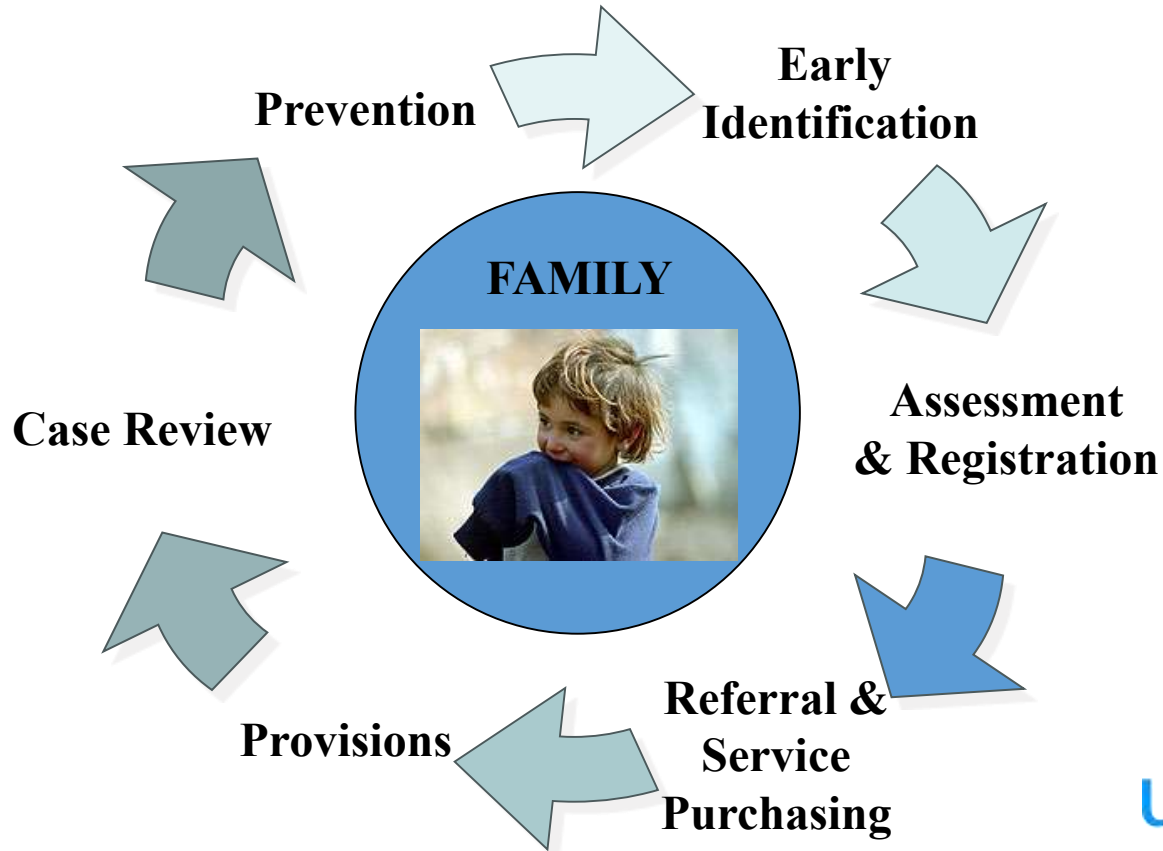 Prevention
Early
Identification
FAMILY
Assessment
& Registration
Case Review
Referral &
Service
Purchasing
Provisions